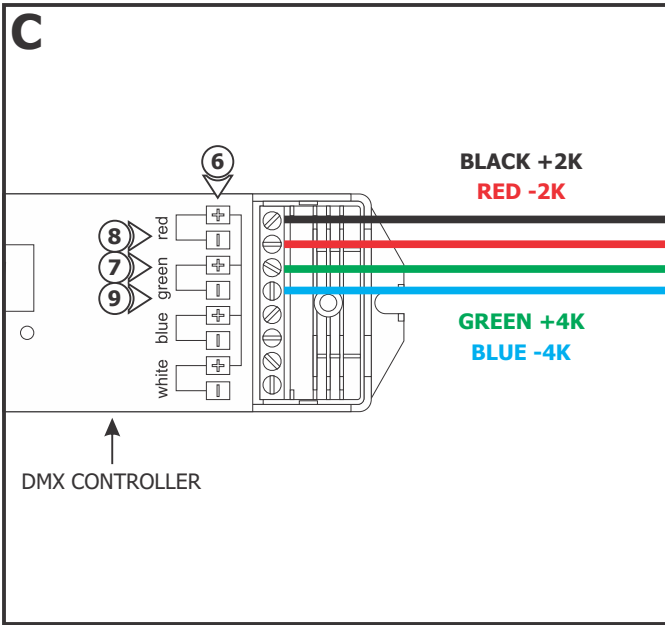 C
6
BLACK +2K
RED -2K
8
red
+
−
7
green
+
−
9
blue
+
−
white
+
−
GREEN +4K
BLUE -4K
DMX CONTROLLER